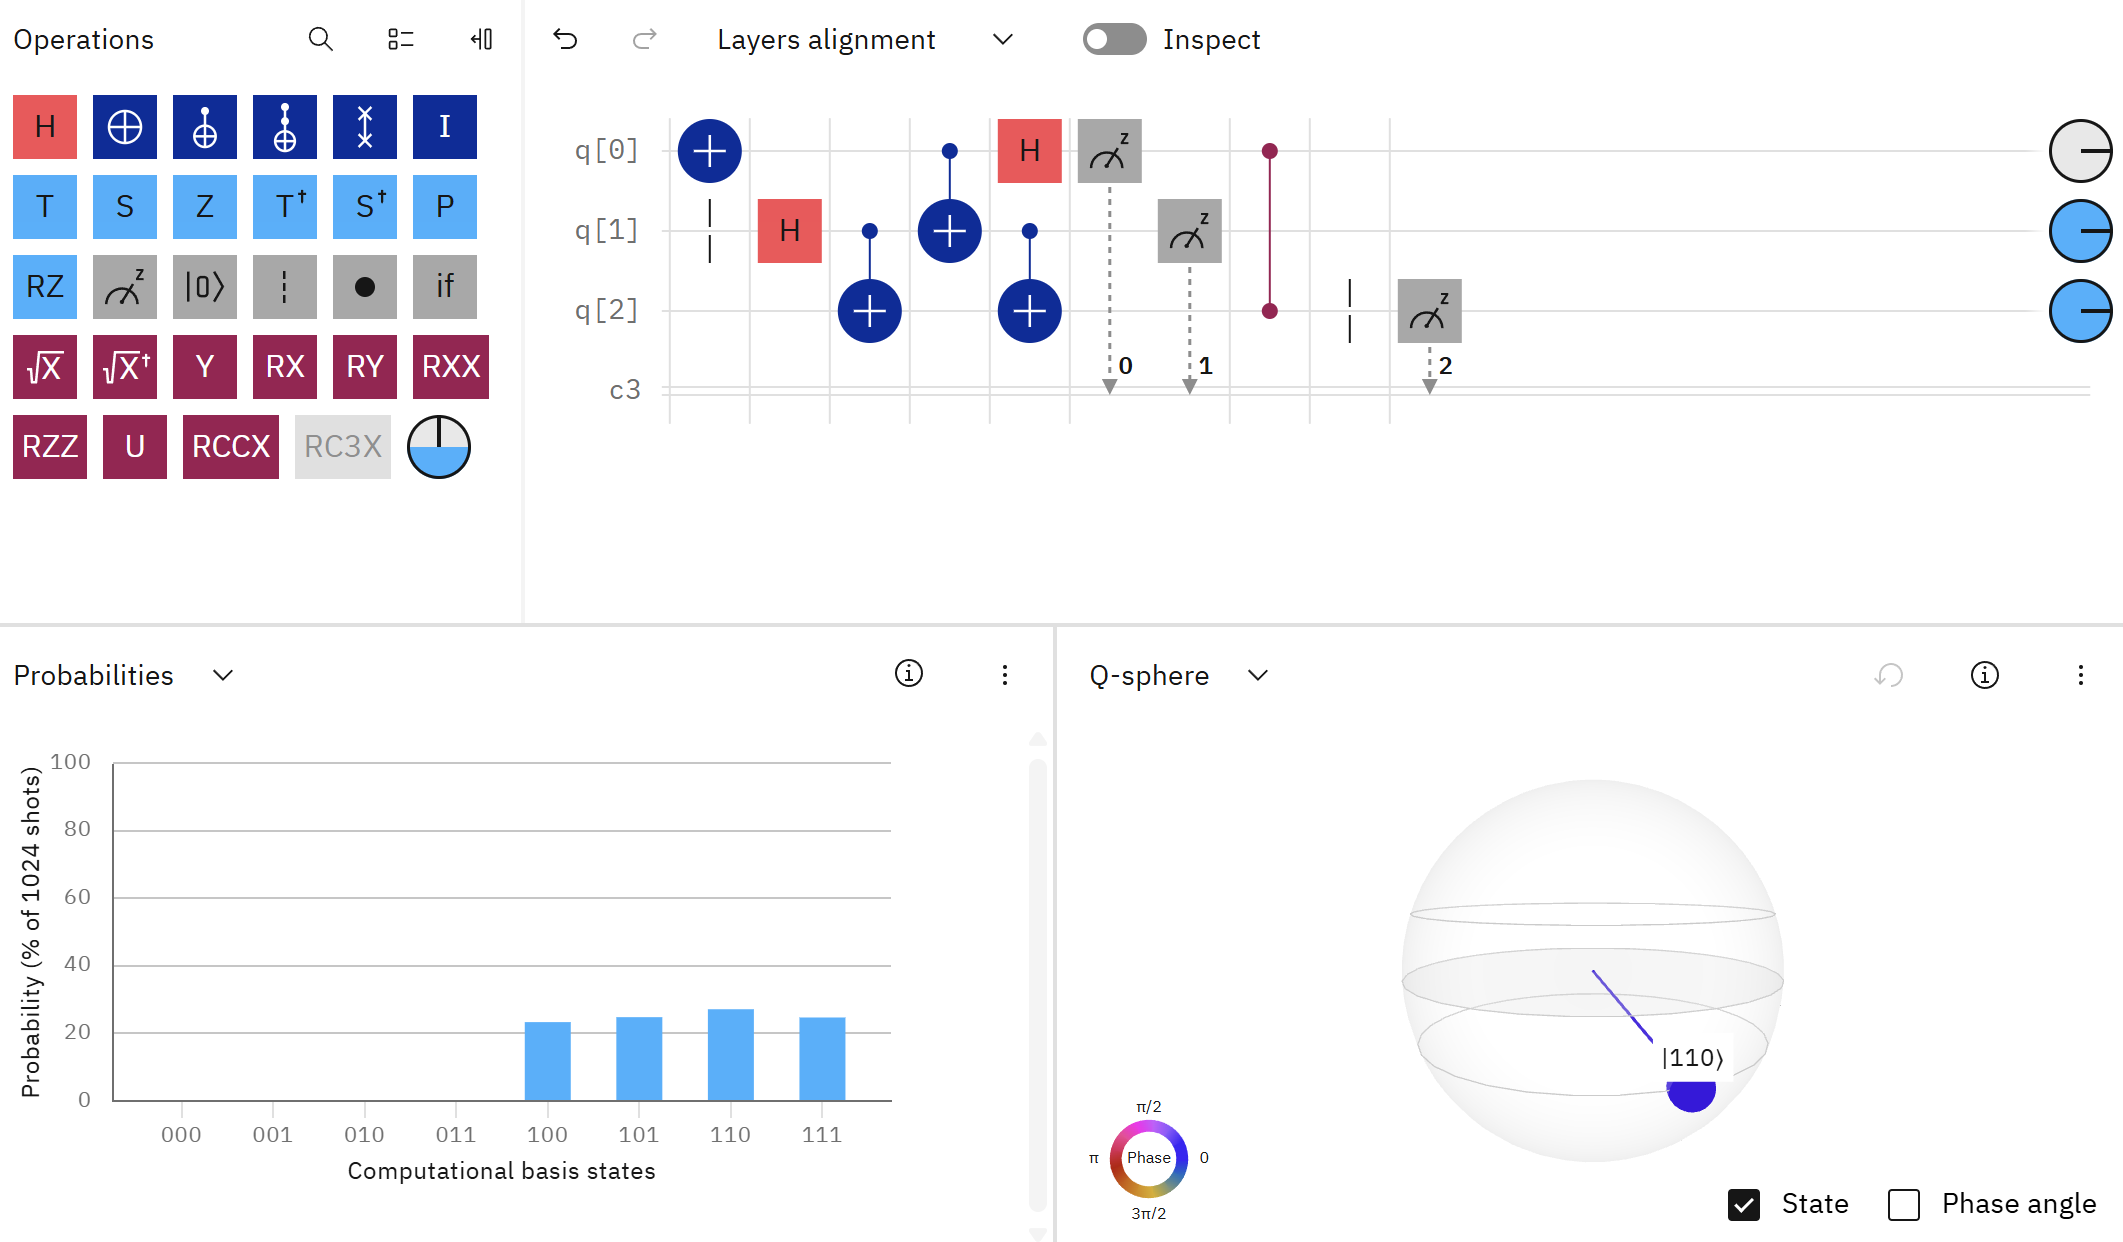 Operations
Layers alignment
Inspect
H I
T S Z T† S† P
RZ z |0⟩ if
√X √X† Y RX RY RXX
RZZ U RCCX RC3X
q[0] H z
q[1] H z
q[2] z
0 1 2
c3
Probabilities
Probability (% of 1024 shots)
100
80
60
40
20
0
000 001 010 011 100 101 110 111
Computational basis states
Q-sphere
|110⟩
π/2
π Phase 0
3π/2
State
Phase angle